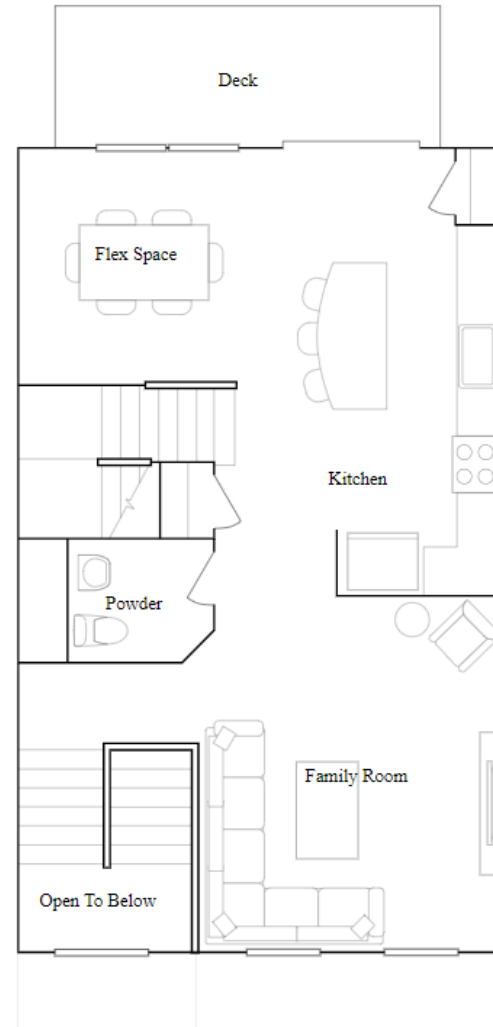 Deck
Flex Space
Kitchen
Powder
Family Room
Open To Below